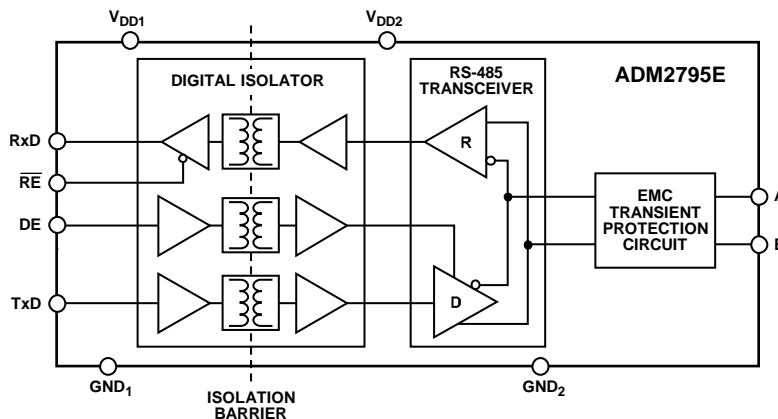 VDD1
VDD2
DIGITAL ISOLATOR
RS-485
TRANSCEIVER
ADM2795E
RxD
R
RE
EMC
TRANSIENT
PROTECTION
CIRCUIT
A
DE
TxD
D
GND1
GND2
ISOLATION
BARRIER